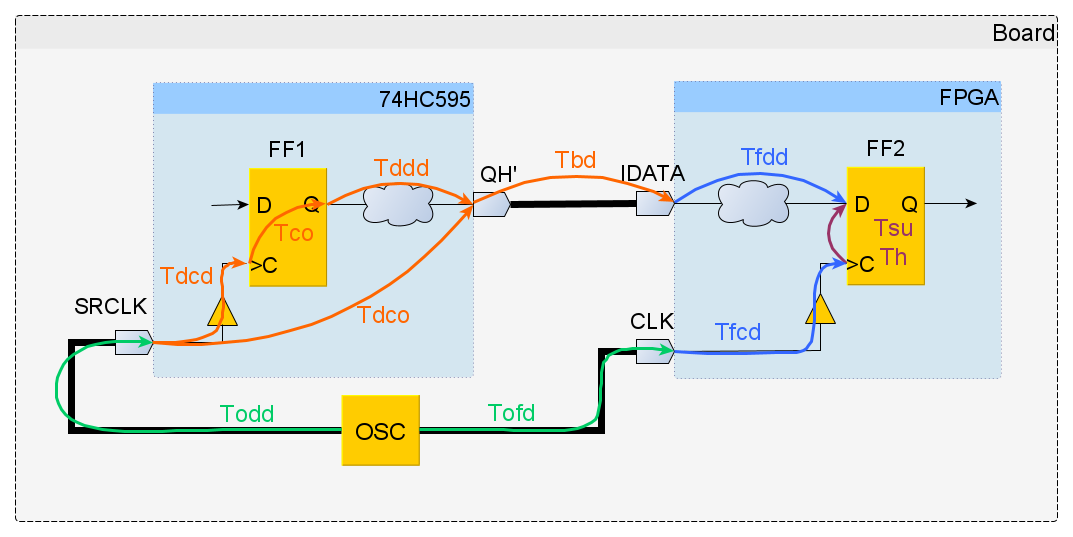 Board
74HC595
FPGA
FF1
FF2
Tddd
QH'
Tbd
IDATA
Tfdd
D
Q
D
Q
Tco
Tsu
Th
>C
>C
Tdcd
SRCLK
Tdco
CLK
Tfcd
Todd
OSC
Tofd